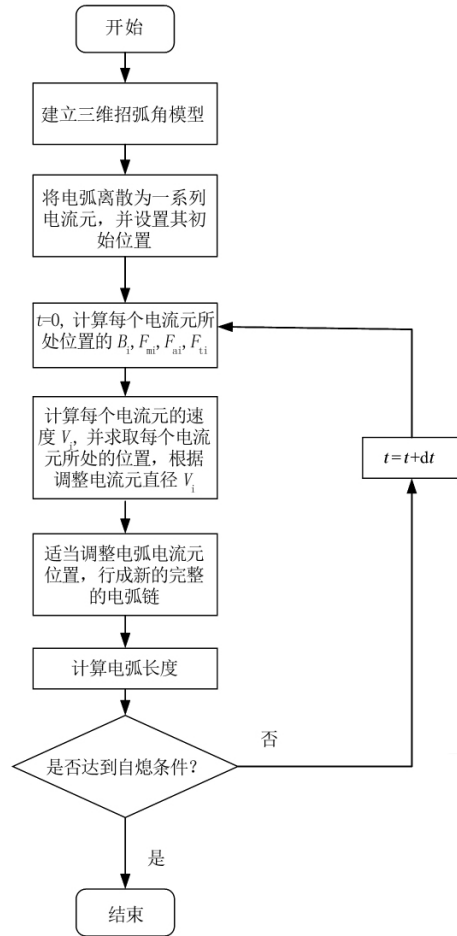 开始
建立三维招弧角模型
将电弧离散为一系列
电流元，并设置其初
始位置
t=0, 计算每个电流元所
处位置的 Bi, Fmi, Fai, Fti
计算每个电流元的速
度 Vi, 并求取每个电流
元所处的位置，根据
调整电流元直径 Vi
t=t+dt
适当调整电弧电流元
位置，行成新的完整
的电弧链
计算电弧长度
否
是否达到自熄条件?
是
结束